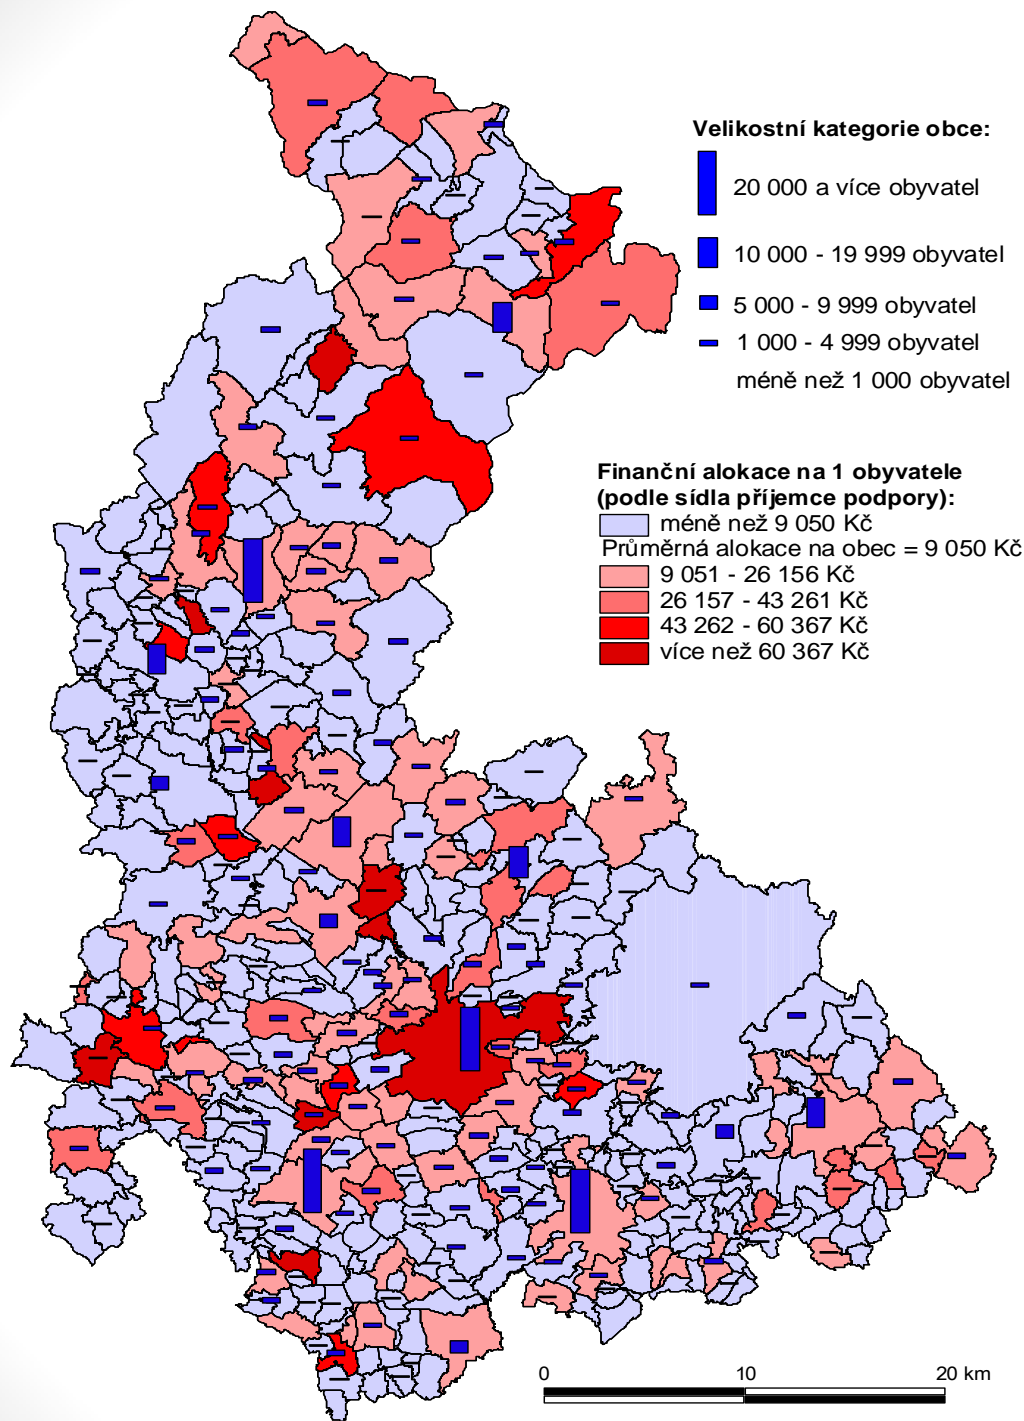 Velikostní kategorie obce:
20 000 a více obyvatel
10 000 - 19 999 obyvatel
5 000 - 9 999 obyvatel
1 000 - 4 999 obyvatel
méně než 1 000 obyvatel
Finanční alokace na 1 obyvatele
(podle sídla příjemce podpory):
méně než 9 050 Kč
Průměrná alokace na obec = 9 050 Kč
9 051 - 26 156 Kč
26 157 - 43 261 Kč
43 262 - 60 367 Kč
více než 60 367 Kč
0 10 20 km